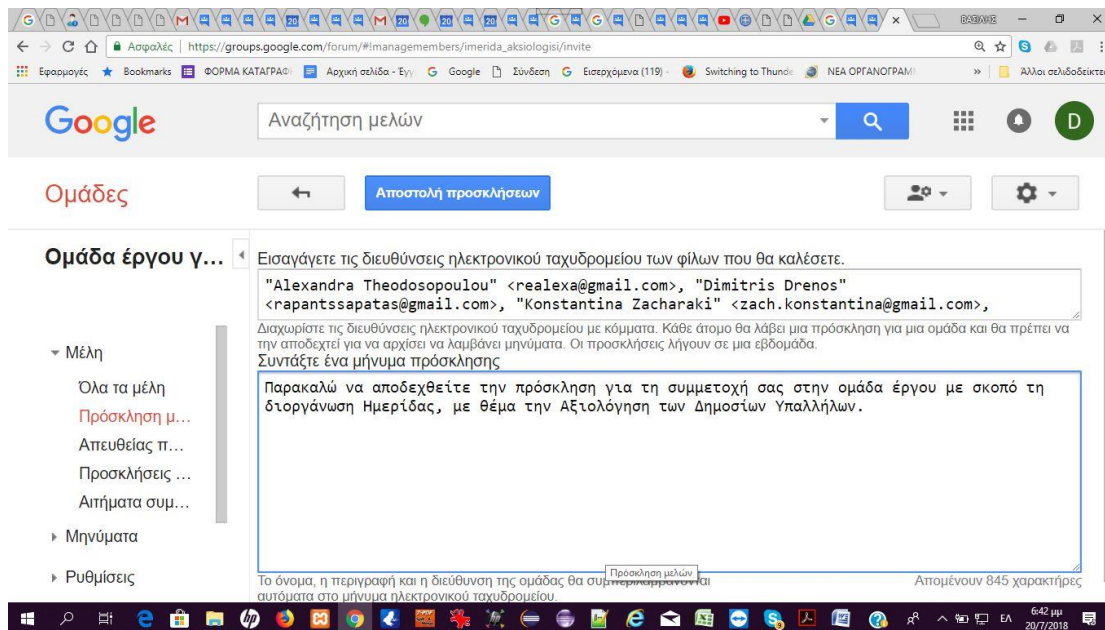 ΒΑΣΙΛΗΣ
Ασφαλές | https://groups.google.com/forum/#!managemembers/imerida_aksiologisi/invite
Εφαρμογές Bookmarks ΦΟΡΜΑ ΚΑΤΑΓΡΑΦ Αρχική σελίδα - Εγγ Google Σύνδεση Εισερχόμενα (119) - Switching to Thunde ΝΕΑ ΟΡΓΑΝΟΓΡΑΜ » Άλλοι σελιδοδείκτε
Google Αναζήτηση μελών D
Ομάδες Αποστολή προσκλήσεων
Ομάδα έργου γ…
Εισαγάγετε τις διευθύνσεις ηλεκτρονικού ταχυδρομείου των φίλων που θα καλέσετε.
"Alexandra Theodosopoulou" <realexa@gmail.com>, "Dimitris Drenos"
<rapantssapatas@gmail.com>, "Konstantina Zacharaki" <zach.konstantina@gmail.com>,
Διαχωρίστε τις διευθύνσεις ηλεκτρονικού ταχυδρομείου με κόμματα. Κάθε άτομο θα λάβει μια πρόσκληση για μια ομάδα και θα πρέπει να
την αποδεχτεί για να αρχίσει να λαμβάνει μηνύματα. Οι προσκλήσεις λήγουν σε μια εβδομάδα.
Συντάξτε ένα μήνυμα πρόσκλησης
Παρακαλώ να αποδεχθείτε την πρόσκληση για τη συμμετοχή σας στην ομάδα έργου με σκοπό τη
διοργάνωση Ημερίδας, με θέμα την Αξιολόγηση των Δημοσίων Υπαλλήλων.
Μέλη
Όλα τα μέλη
Πρόσκληση μ…
Απευθείας π…
Προσκλήσεις …
Αιτήματα συμ…
Μηνύματα
Ρυθμίσεις
Πρόσκληση μελών
Το όνομα, η περιγραφή και η διεύθυνση της ομάδας θα
αυτόματα στο μήνυμα ηλεκτρονικού ταχυδρομείου.
Απομένουν 845 χαρακτήρες
ΕΛ 6:42 μμ
20/7/2018